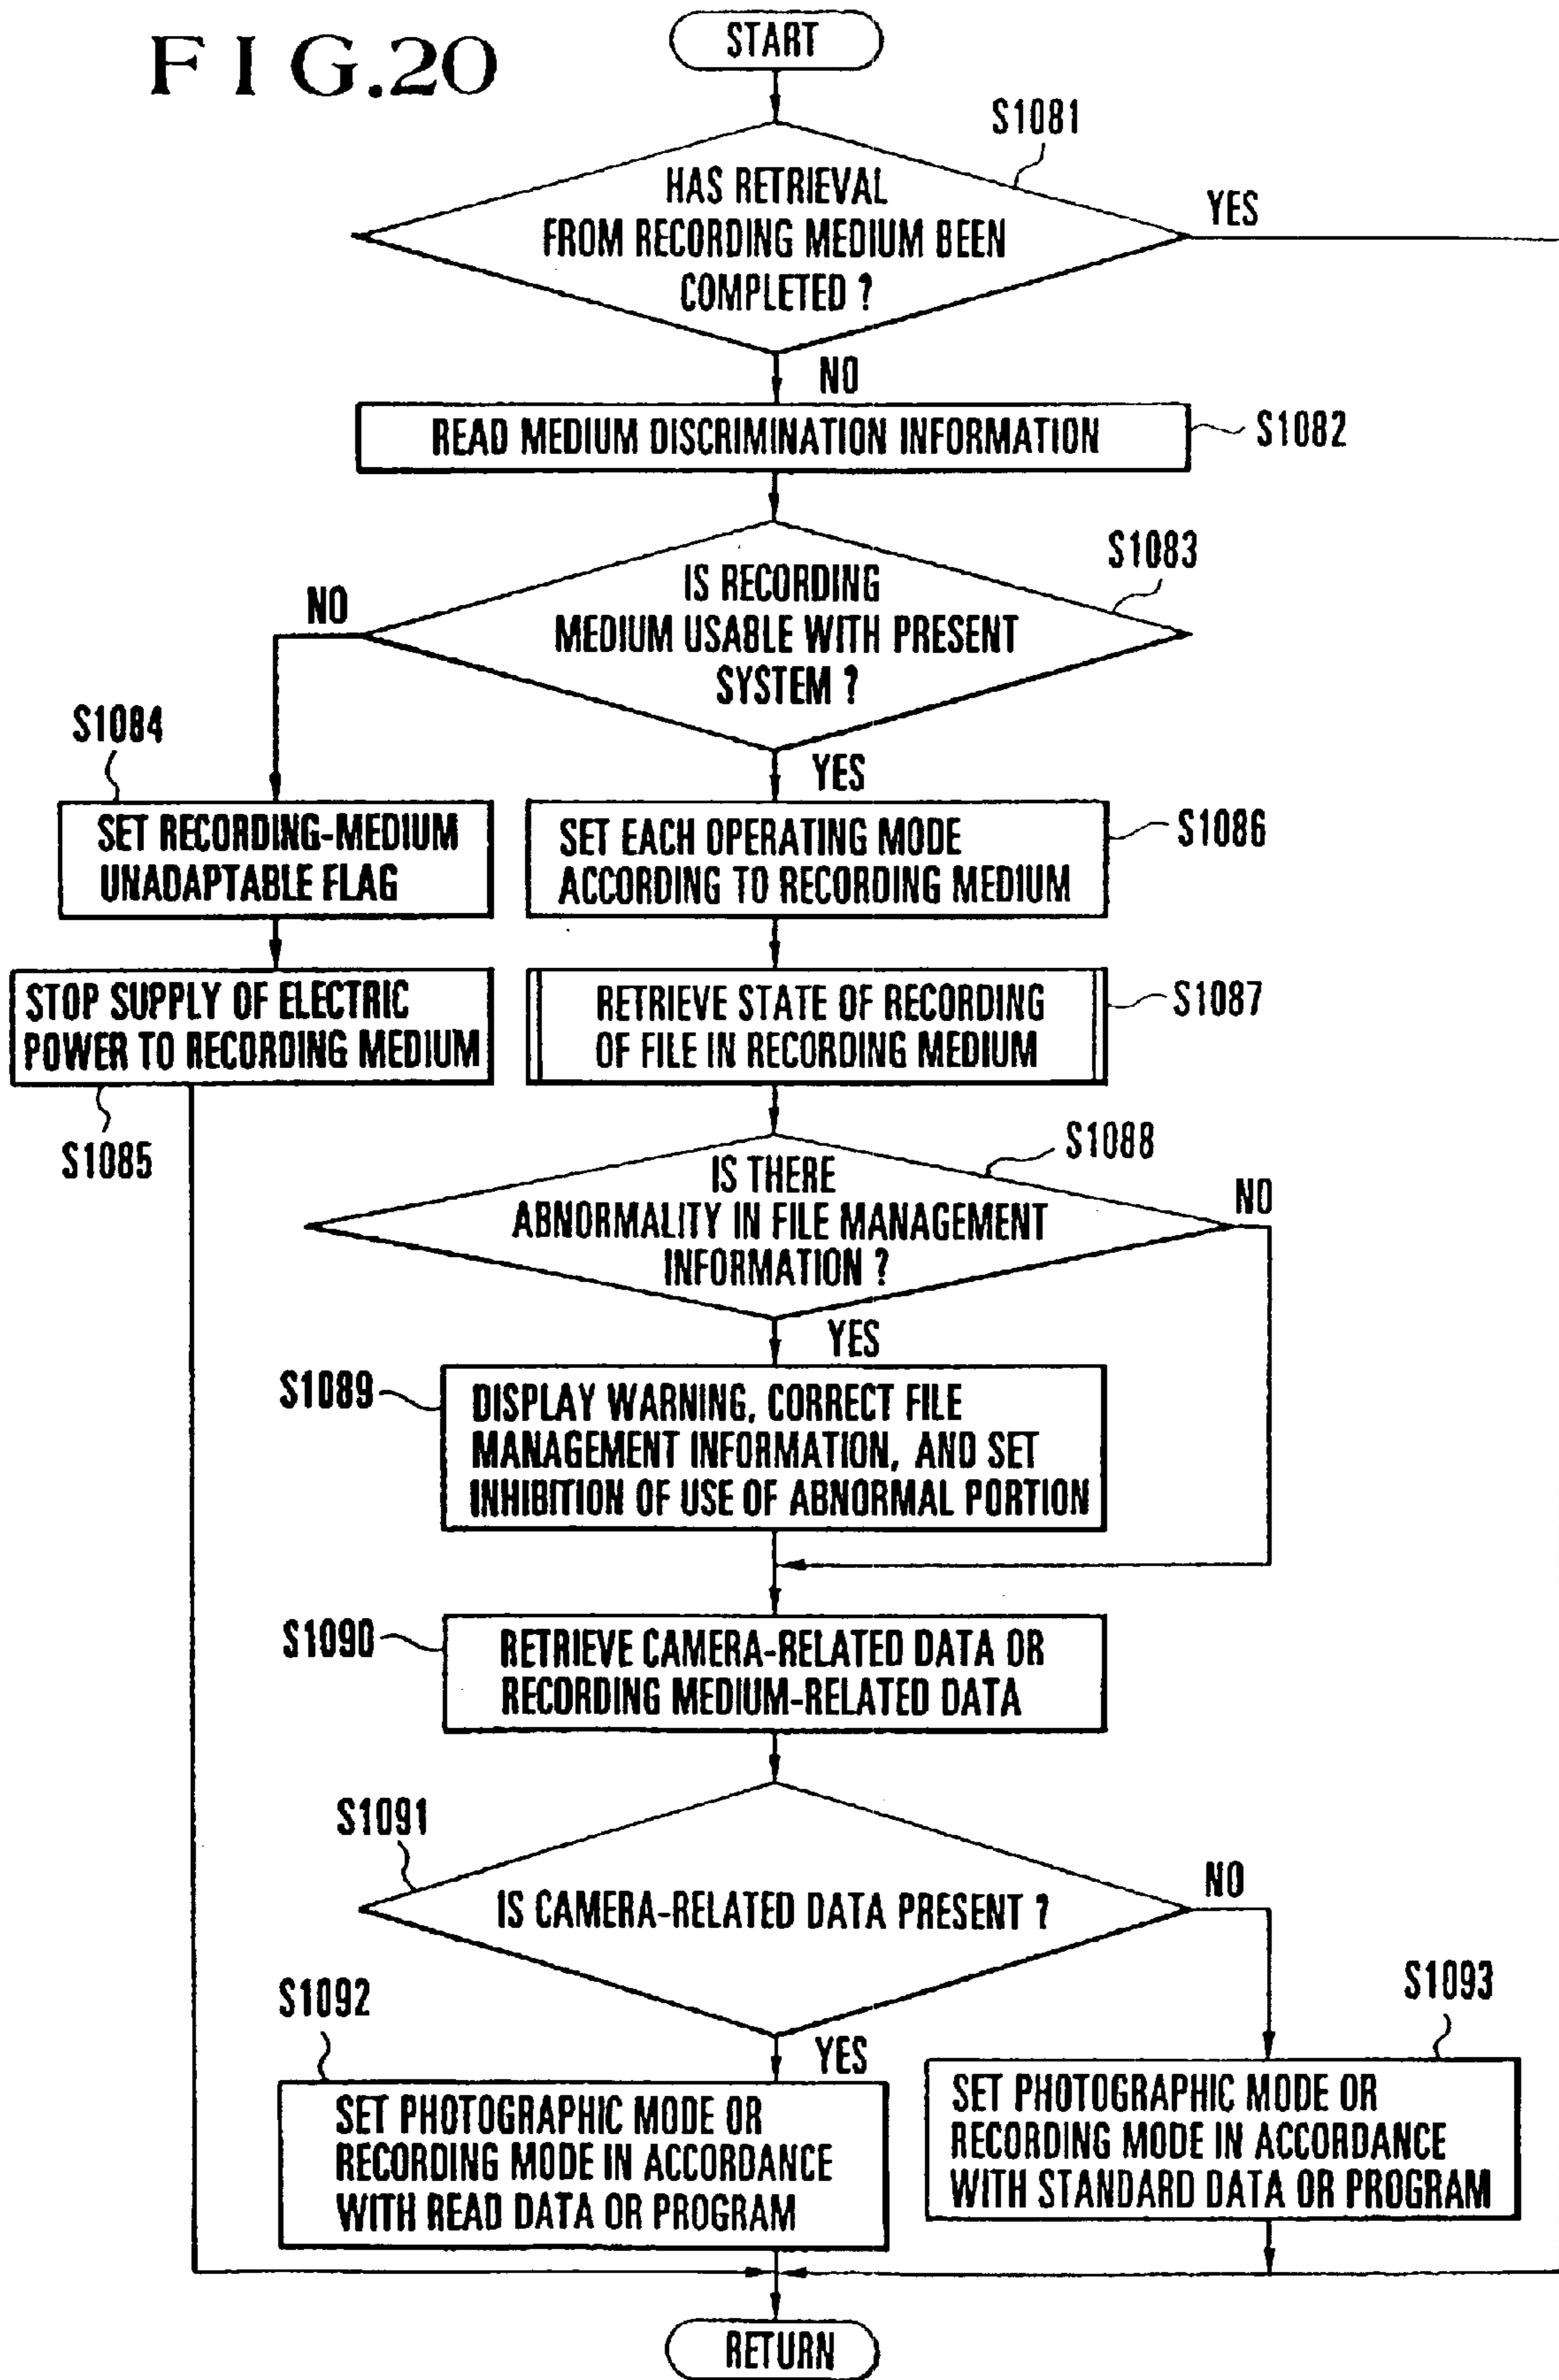 FIG.20
START
S1081
HAS RETRIEVAL
FROM RECORDING MEDIUM BEEN
COMPLETED ?
YES
NO
READ MEDIUM DISCRIMINATION INFORMATION
S1082
S1083
IS RECORDING
MEDIUM USABLE WITH PRESENT
SYSTEM ?
NO
YES
S1084
SET RECORDING-MEDIUM
UNADAPTABLE FLAG
SET EACH OPERATING MODE
ACCORDING TO RECORDING MEDIUM
S1086
STOP SUPPLY OF ELECTRIC
POWER TO RECORDING MEDIUM
S1085
RETRIEVE STATE OF RECORDING
OF FILE IN RECORDING MEDIUM
S1087
S1088
IS THERE
ABNORMALITY IN FILE MANAGEMENT
INFORMATION ?
NO
YES
S1089
DISPLAY WARNING, CORRECT FILE
MANAGEMENT INFORMATION, AND SET
INHIBITION OF USE OF ABNORMAL PORTION
S1090
RETRIEVE CAMERA-RELATED DATA OR
RECORDING MEDIUM-RELATED DATA
S1091
IS CAMERA-RELATED DATA PRESENT ?
NO
YES
S1092
SET PHOTOGRAPHIC MODE OR
RECORDING MODE IN ACCORDANCE
WITH READ DATA OR PROGRAM
S1093
SET PHOTOGRAPHIC MODE OR
RECORDING MODE IN ACCORDANCE
WITH STANDARD DATA OR PROGRAM
RETURN